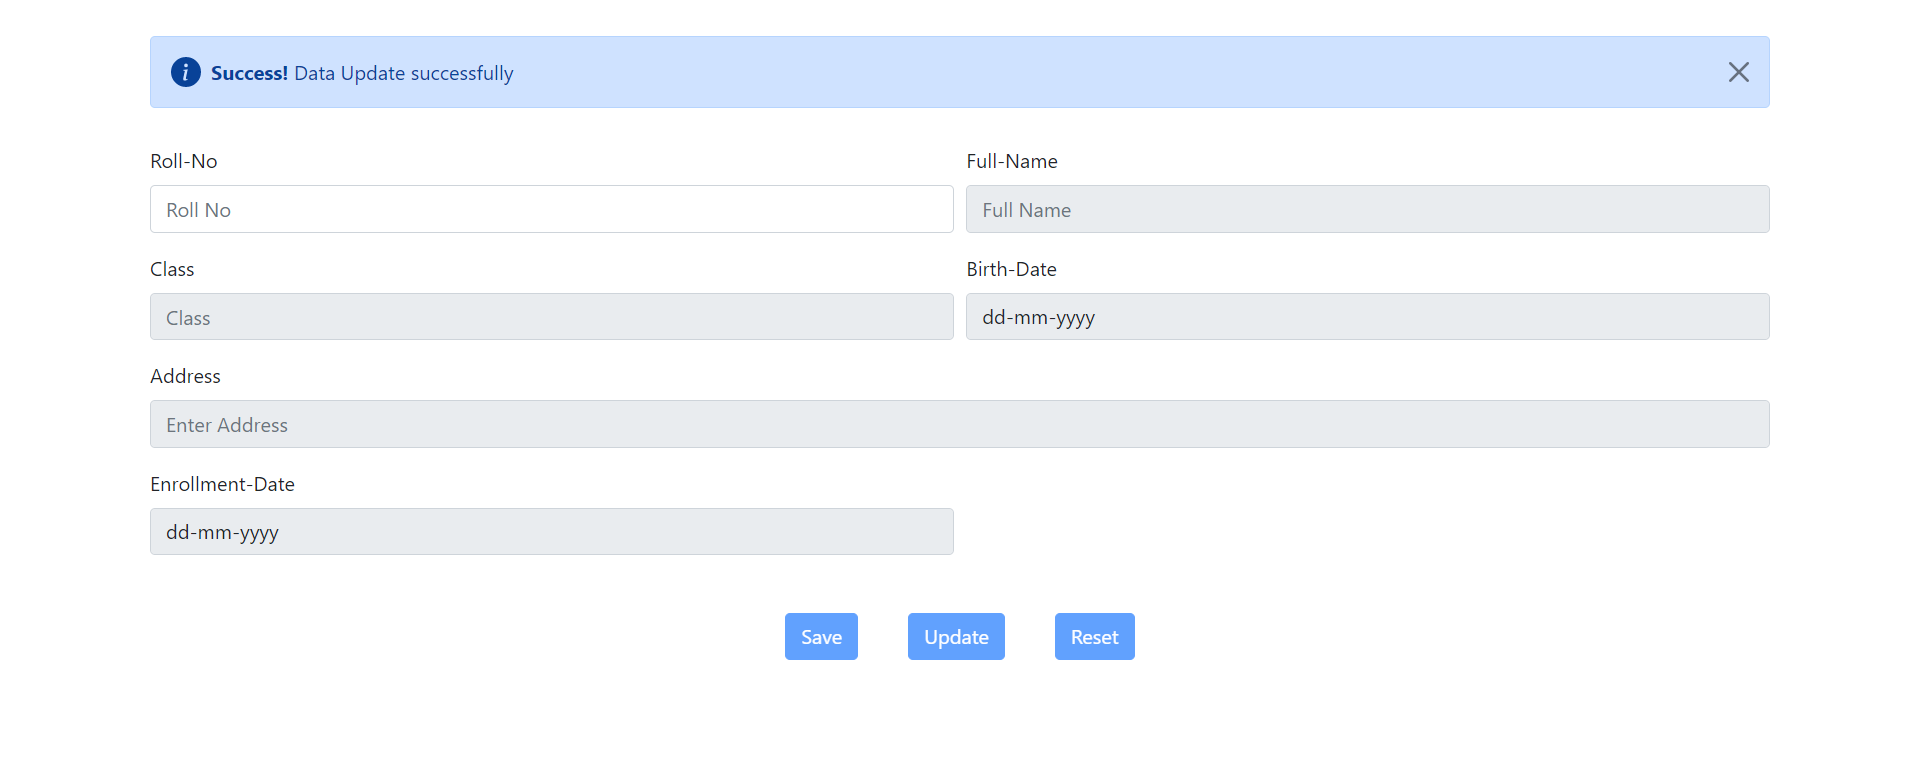 Success! Data Update successfully
Roll-No
Full-Name
Roll No
Full Name
Class
Birth-Date
Class
dd-mm-yyyy
Address
Enter Address
Enrollment-Date
dd-mm-yyyy
Save
Update
Reset